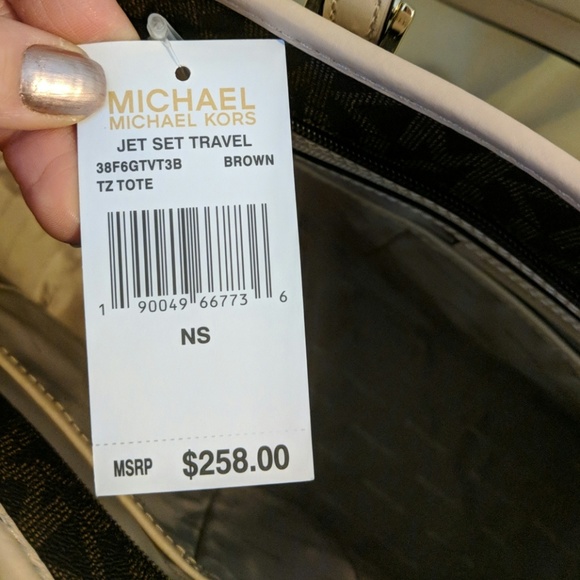 MICHAEL
MICHAEL KORS
JET SET TRAVEL
38F6GTVT3B BROWN
TZ TOTE
1 90049 66773 6
NS
MSRP $258.00